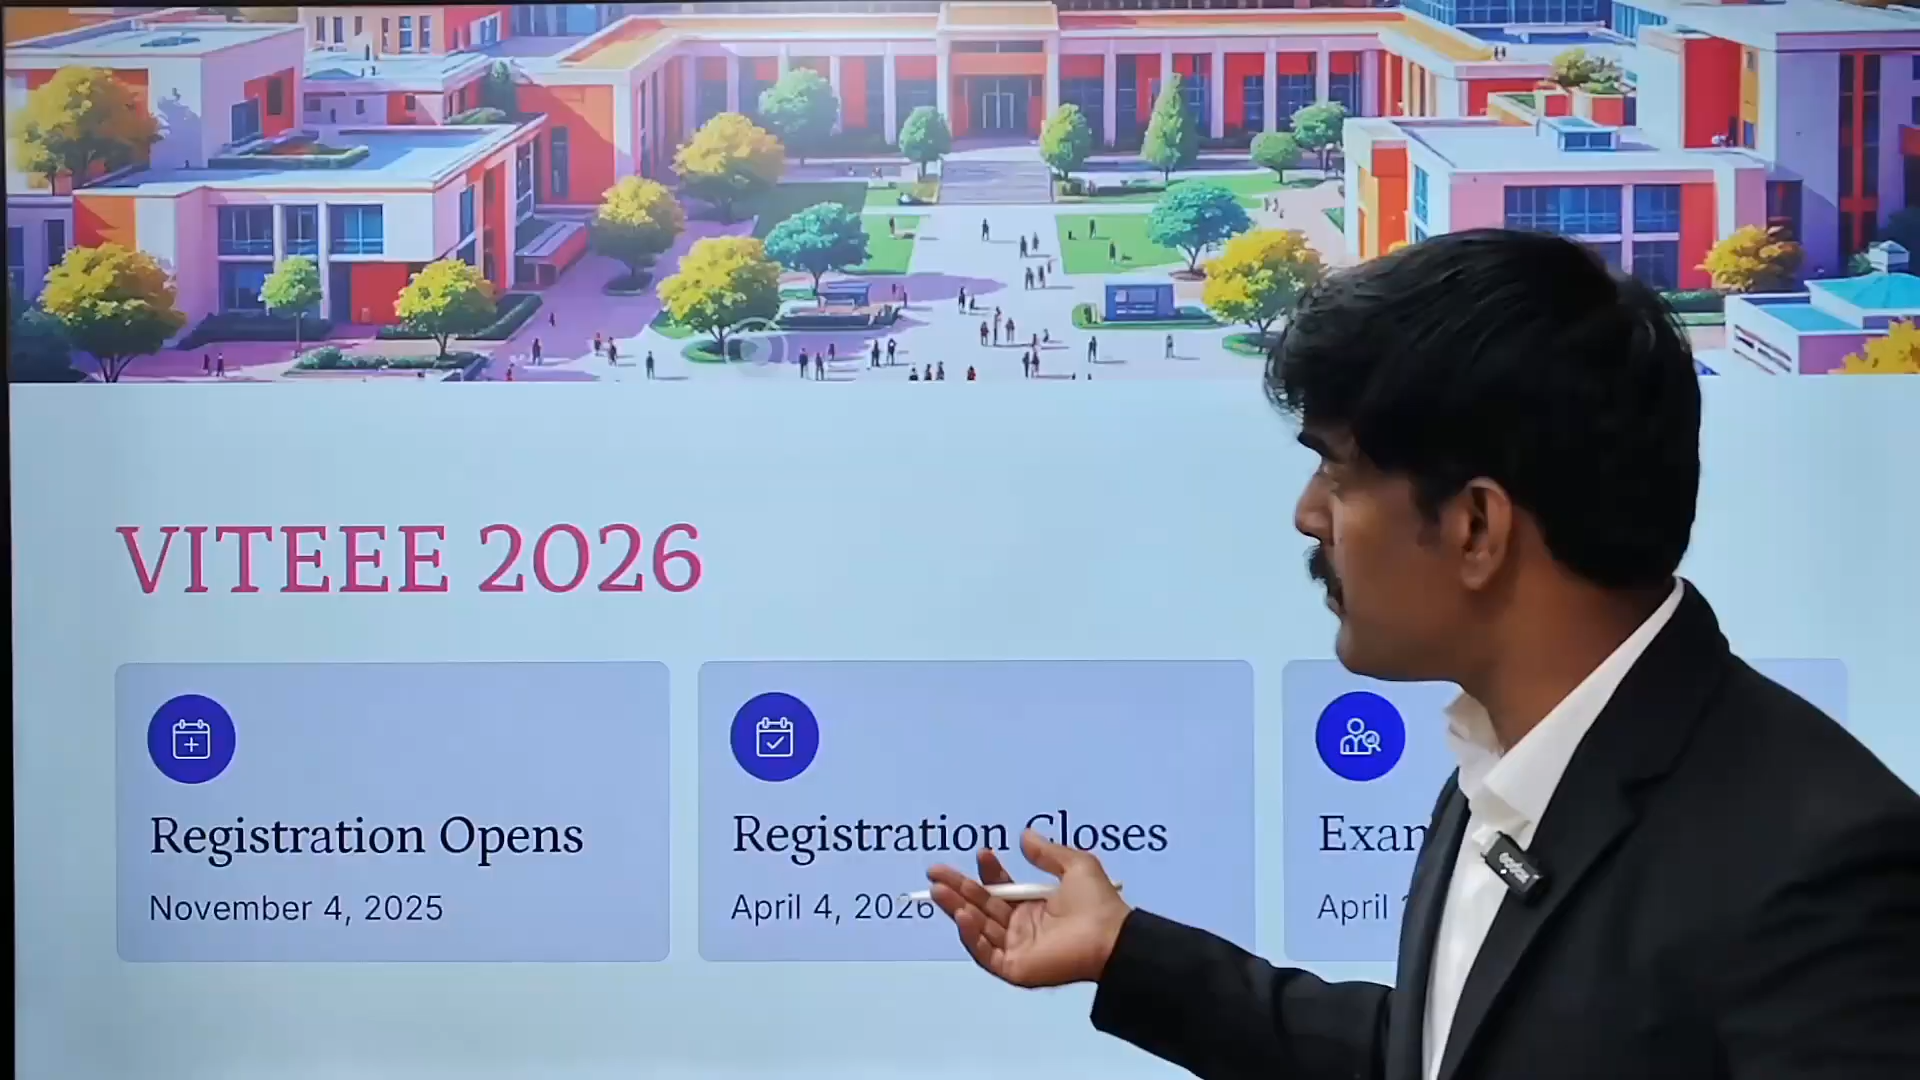 VITEEE 2026
Registration Opens
November 4, 2025
Registration Closes
April 4, 2026
April